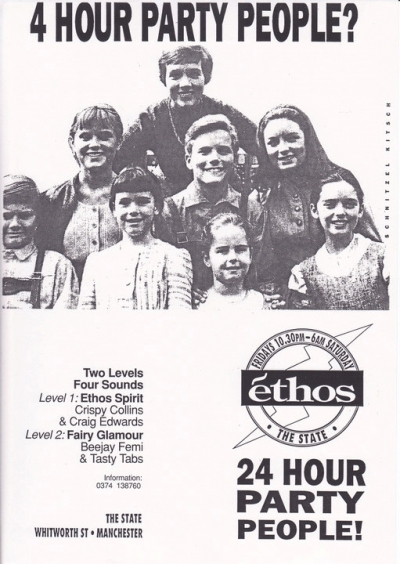 4 HOUR PARTY PEOPLE?
SCHNITZEL RITSCH
Two Levels
Four Sounds
Level 1: Ethos Spirit
Crispy Collins
& Craig Edwards
Level 2: Fairy Glamour
Beejay Femi
& Tasty Tabs
Information:
0374 138760
THE STATE
WHITWORTH ST • MANCHESTER
FRIDAYS 10.30PM–6AM SATURDAY
éthos
• THE STATE •
24 HOUR
PARTY
PEOPLE!